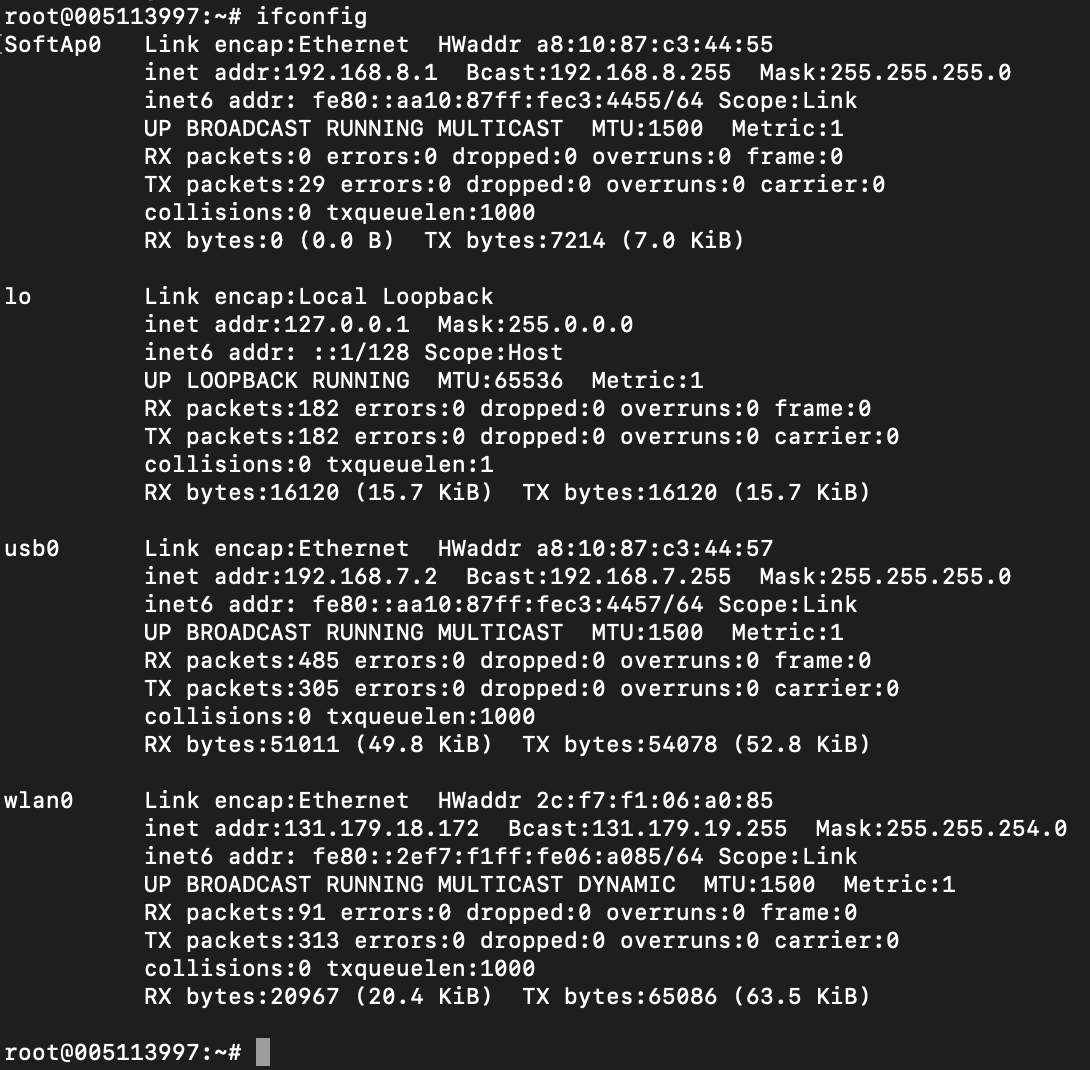 root@005113997:~# ifconfig
SoftAp0   Link encap:Ethernet  HWaddr a8:10:87:c3:44:55
          inet addr:192.168.8.1  Bcast:192.168.8.255  Mask:255.255.255.0
          inet6 addr: fe80::aa10:87ff:fec3:4455/64 Scope:Link
          UP BROADCAST RUNNING MULTICAST  MTU:1500  Metric:1
          RX packets:0 errors:0 dropped:0 overruns:0 frame:0
          TX packets:29 errors:0 dropped:0 overruns:0 carrier:0
          collisions:0 txqueuelen:1000
          RX bytes:0 (0.0 B)  TX bytes:7214 (7.0 KiB)

lo        Link encap:Local Loopback
          inet addr:127.0.0.1  Mask:255.0.0.0
          inet6 addr: ::1/128 Scope:Host
          UP LOOPBACK RUNNING  MTU:65536  Metric:1
          RX packets:182 errors:0 dropped:0 overruns:0 frame:0
          TX packets:182 errors:0 dropped:0 overruns:0 carrier:0
          collisions:0 txqueuelen:1
          RX bytes:16120 (15.7 KiB)  TX bytes:16120 (15.7 KiB)

usb0      Link encap:Ethernet  HWaddr a8:10:87:c3:44:57
          inet addr:192.168.7.2  Bcast:192.168.7.255  Mask:255.255.255.0
          inet6 addr: fe80::aa10:87ff:fec3:4457/64 Scope:Link
          UP BROADCAST RUNNING MULTICAST  MTU:1500  Metric:1
          RX packets:485 errors:0 dropped:0 overruns:0 frame:0
          TX packets:305 errors:0 dropped:0 overruns:0 carrier:0
          collisions:0 txqueuelen:1000
          RX bytes:51011 (49.8 KiB)  TX bytes:54078 (52.8 KiB)

wlan0     Link encap:Ethernet  HWaddr 2c:f7:f1:06:a0:85
          inet addr:131.179.18.172  Bcast:131.179.19.255  Mask:255.255.254.0
          inet6 addr: fe80::2ef7:f1ff:fe06:a085/64 Scope:Link
          UP BROADCAST RUNNING MULTICAST DYNAMIC  MTU:1500  Metric:1
          RX packets:91 errors:0 dropped:0 overruns:0 frame:0
          TX packets:313 errors:0 dropped:0 overruns:0 carrier:0
          collisions:0 txqueuelen:1000
          RX bytes:20967 (20.4 KiB)  TX bytes:65086 (63.5 KiB)

root@005113997:~#